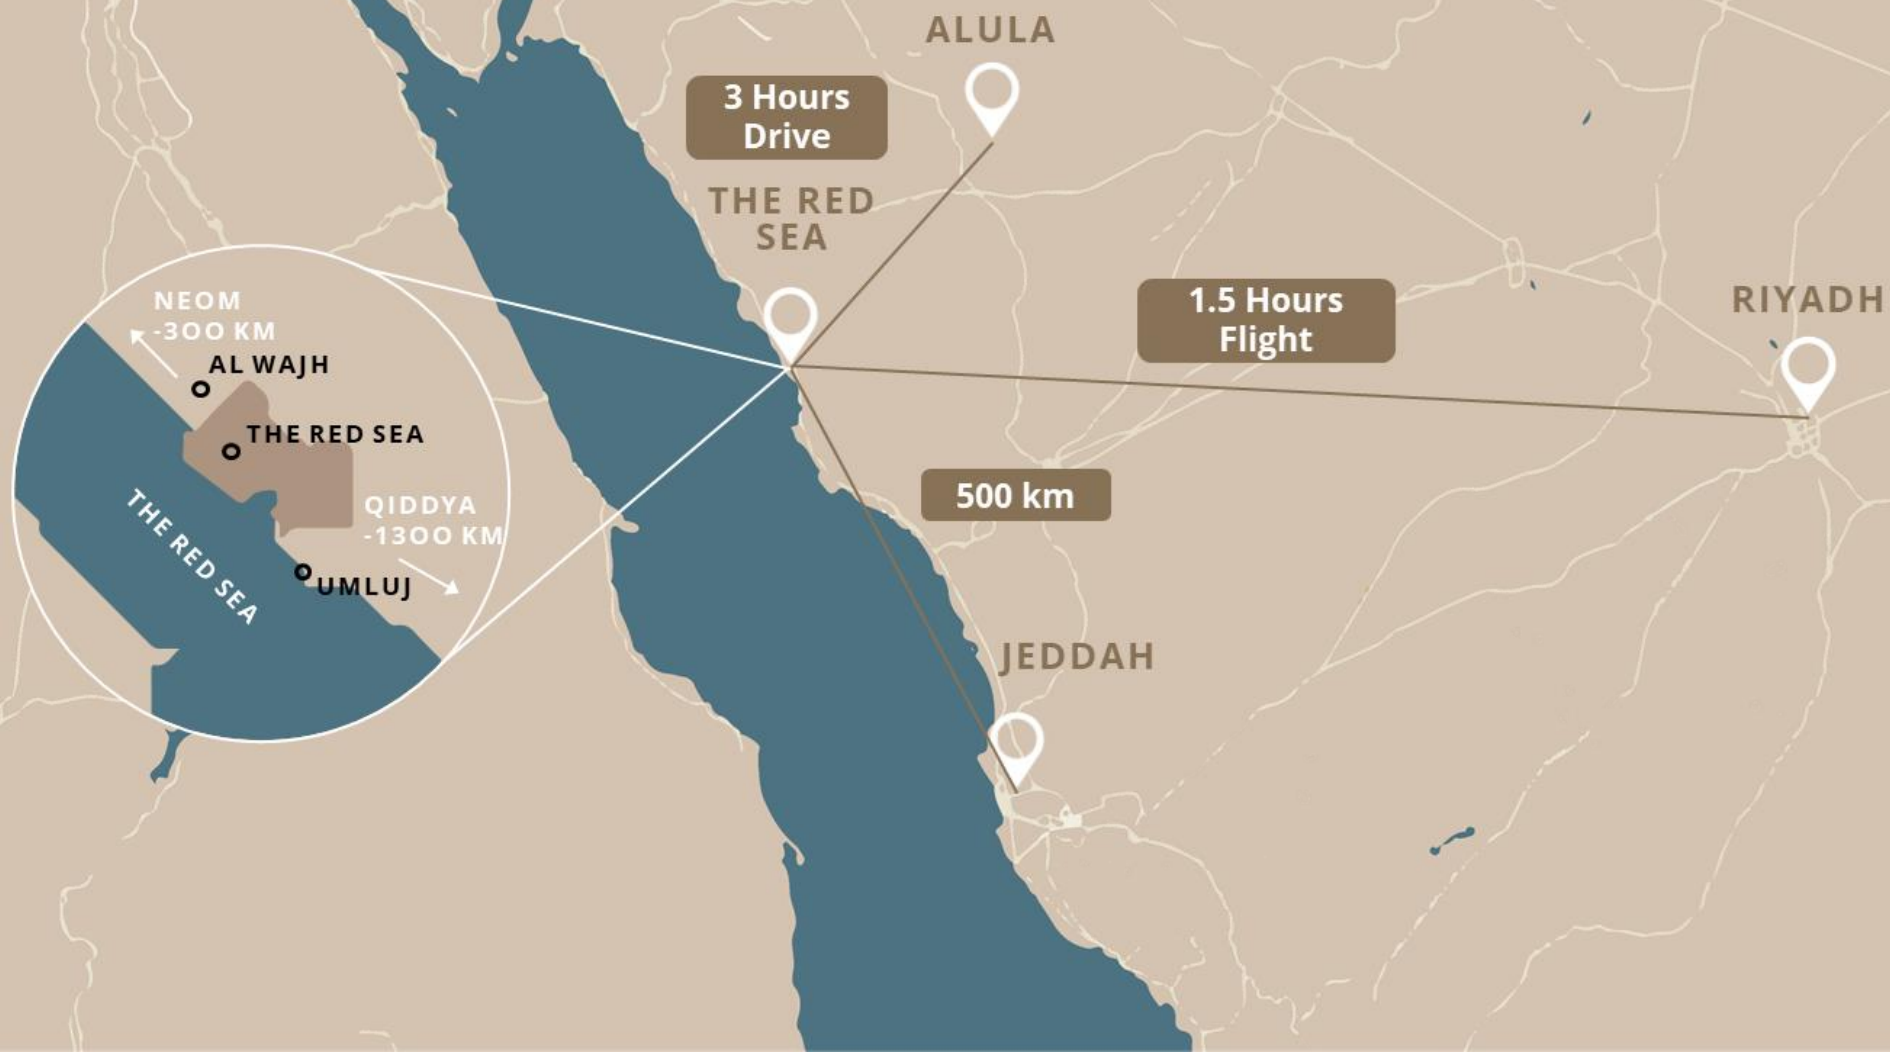 ALULA
3 Hours
Drive
THE RED
SEA
1.5 Hours
Flight
RIYADH
NEOM
-300 KM
AL WAJH
THE RED SEA
QIDDYA
-1300 KM
THE RED SEA
UMLUJ
500 km
JEDDAH